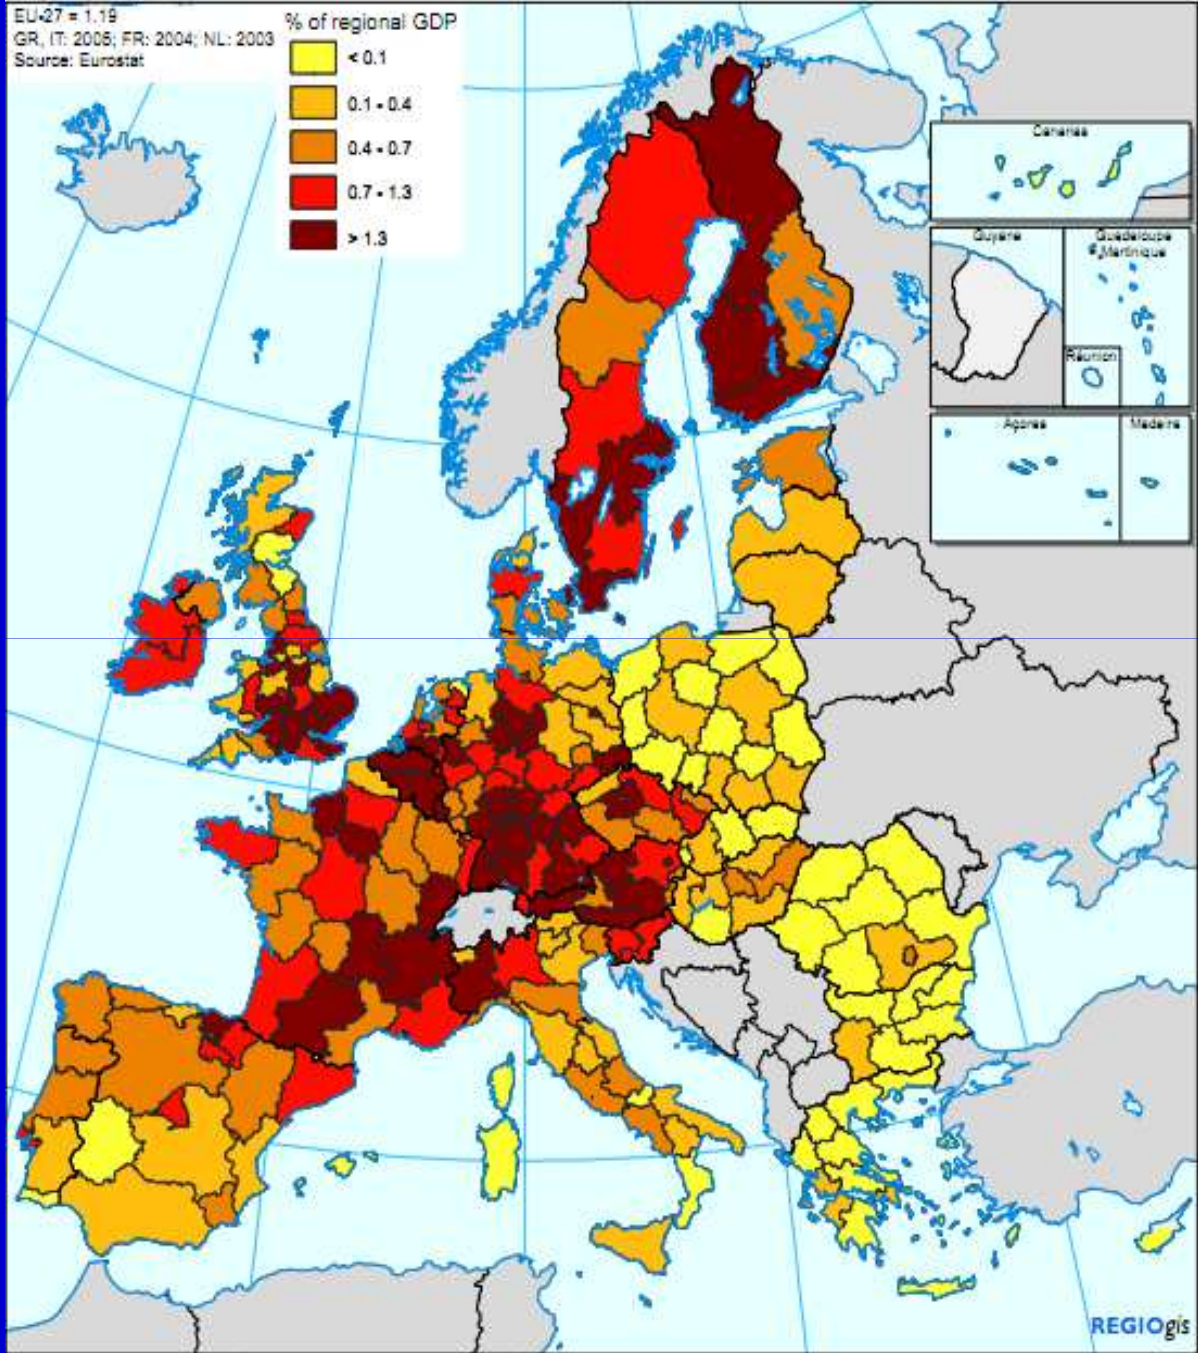 EU-27 = 1.19
GR, IT: 2005; FR: 2004; NL: 2003
Source: Eurostat
% of regional GDP
< 0.1
0.1 - 0.4
0.4 - 0.7
0.7 - 1.3
> 1.3
Canarias
Guyane
Guadeloupe
Martinique
Réunion
Açores
Madeira
REGIOgis